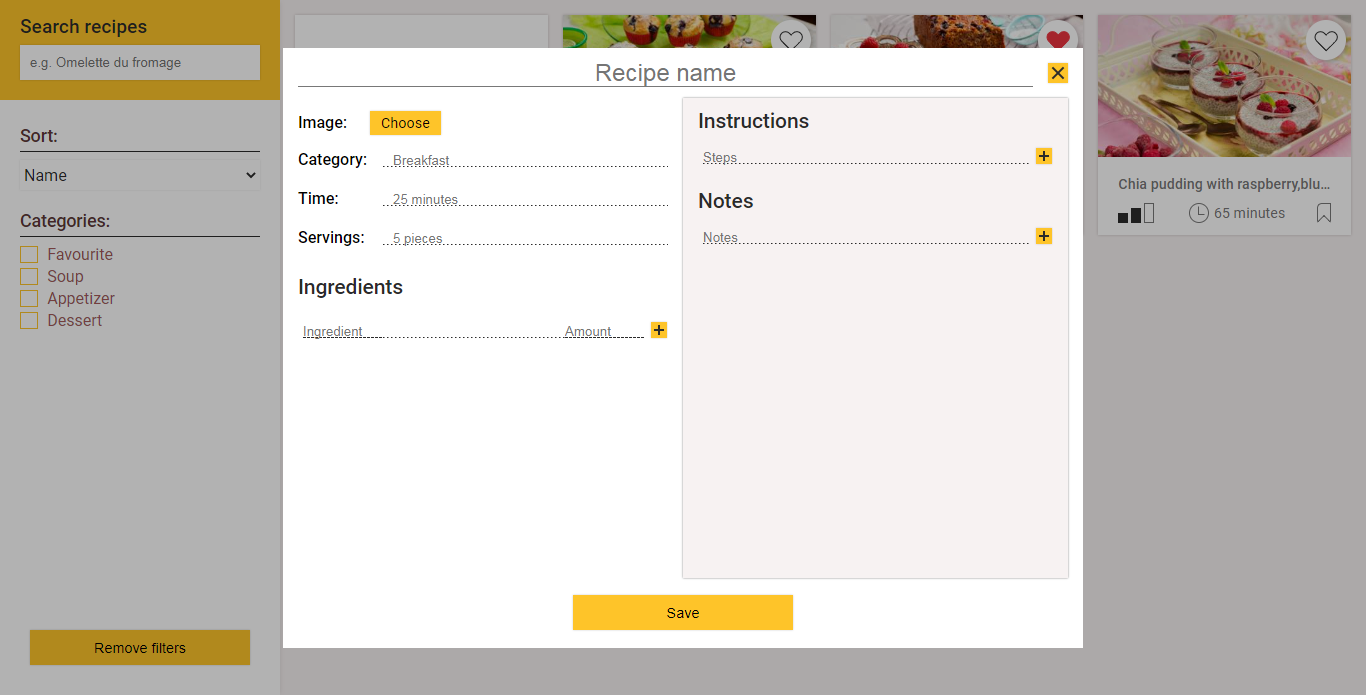 Search recipes
e.g. Omelette du fromage
Sort:
Name
Categories:
Favourite
Soup
Appetizer
Dessert
Remove filters
Recipe name
Image: Choose
Category: Breakfast
Time: 25 minutes
Servings: 5 pieces
Ingredients
Ingredient Amount
Instructions
Steps
Notes
Notes
Save
Chia pudding with raspberry,blu...
65 minutes